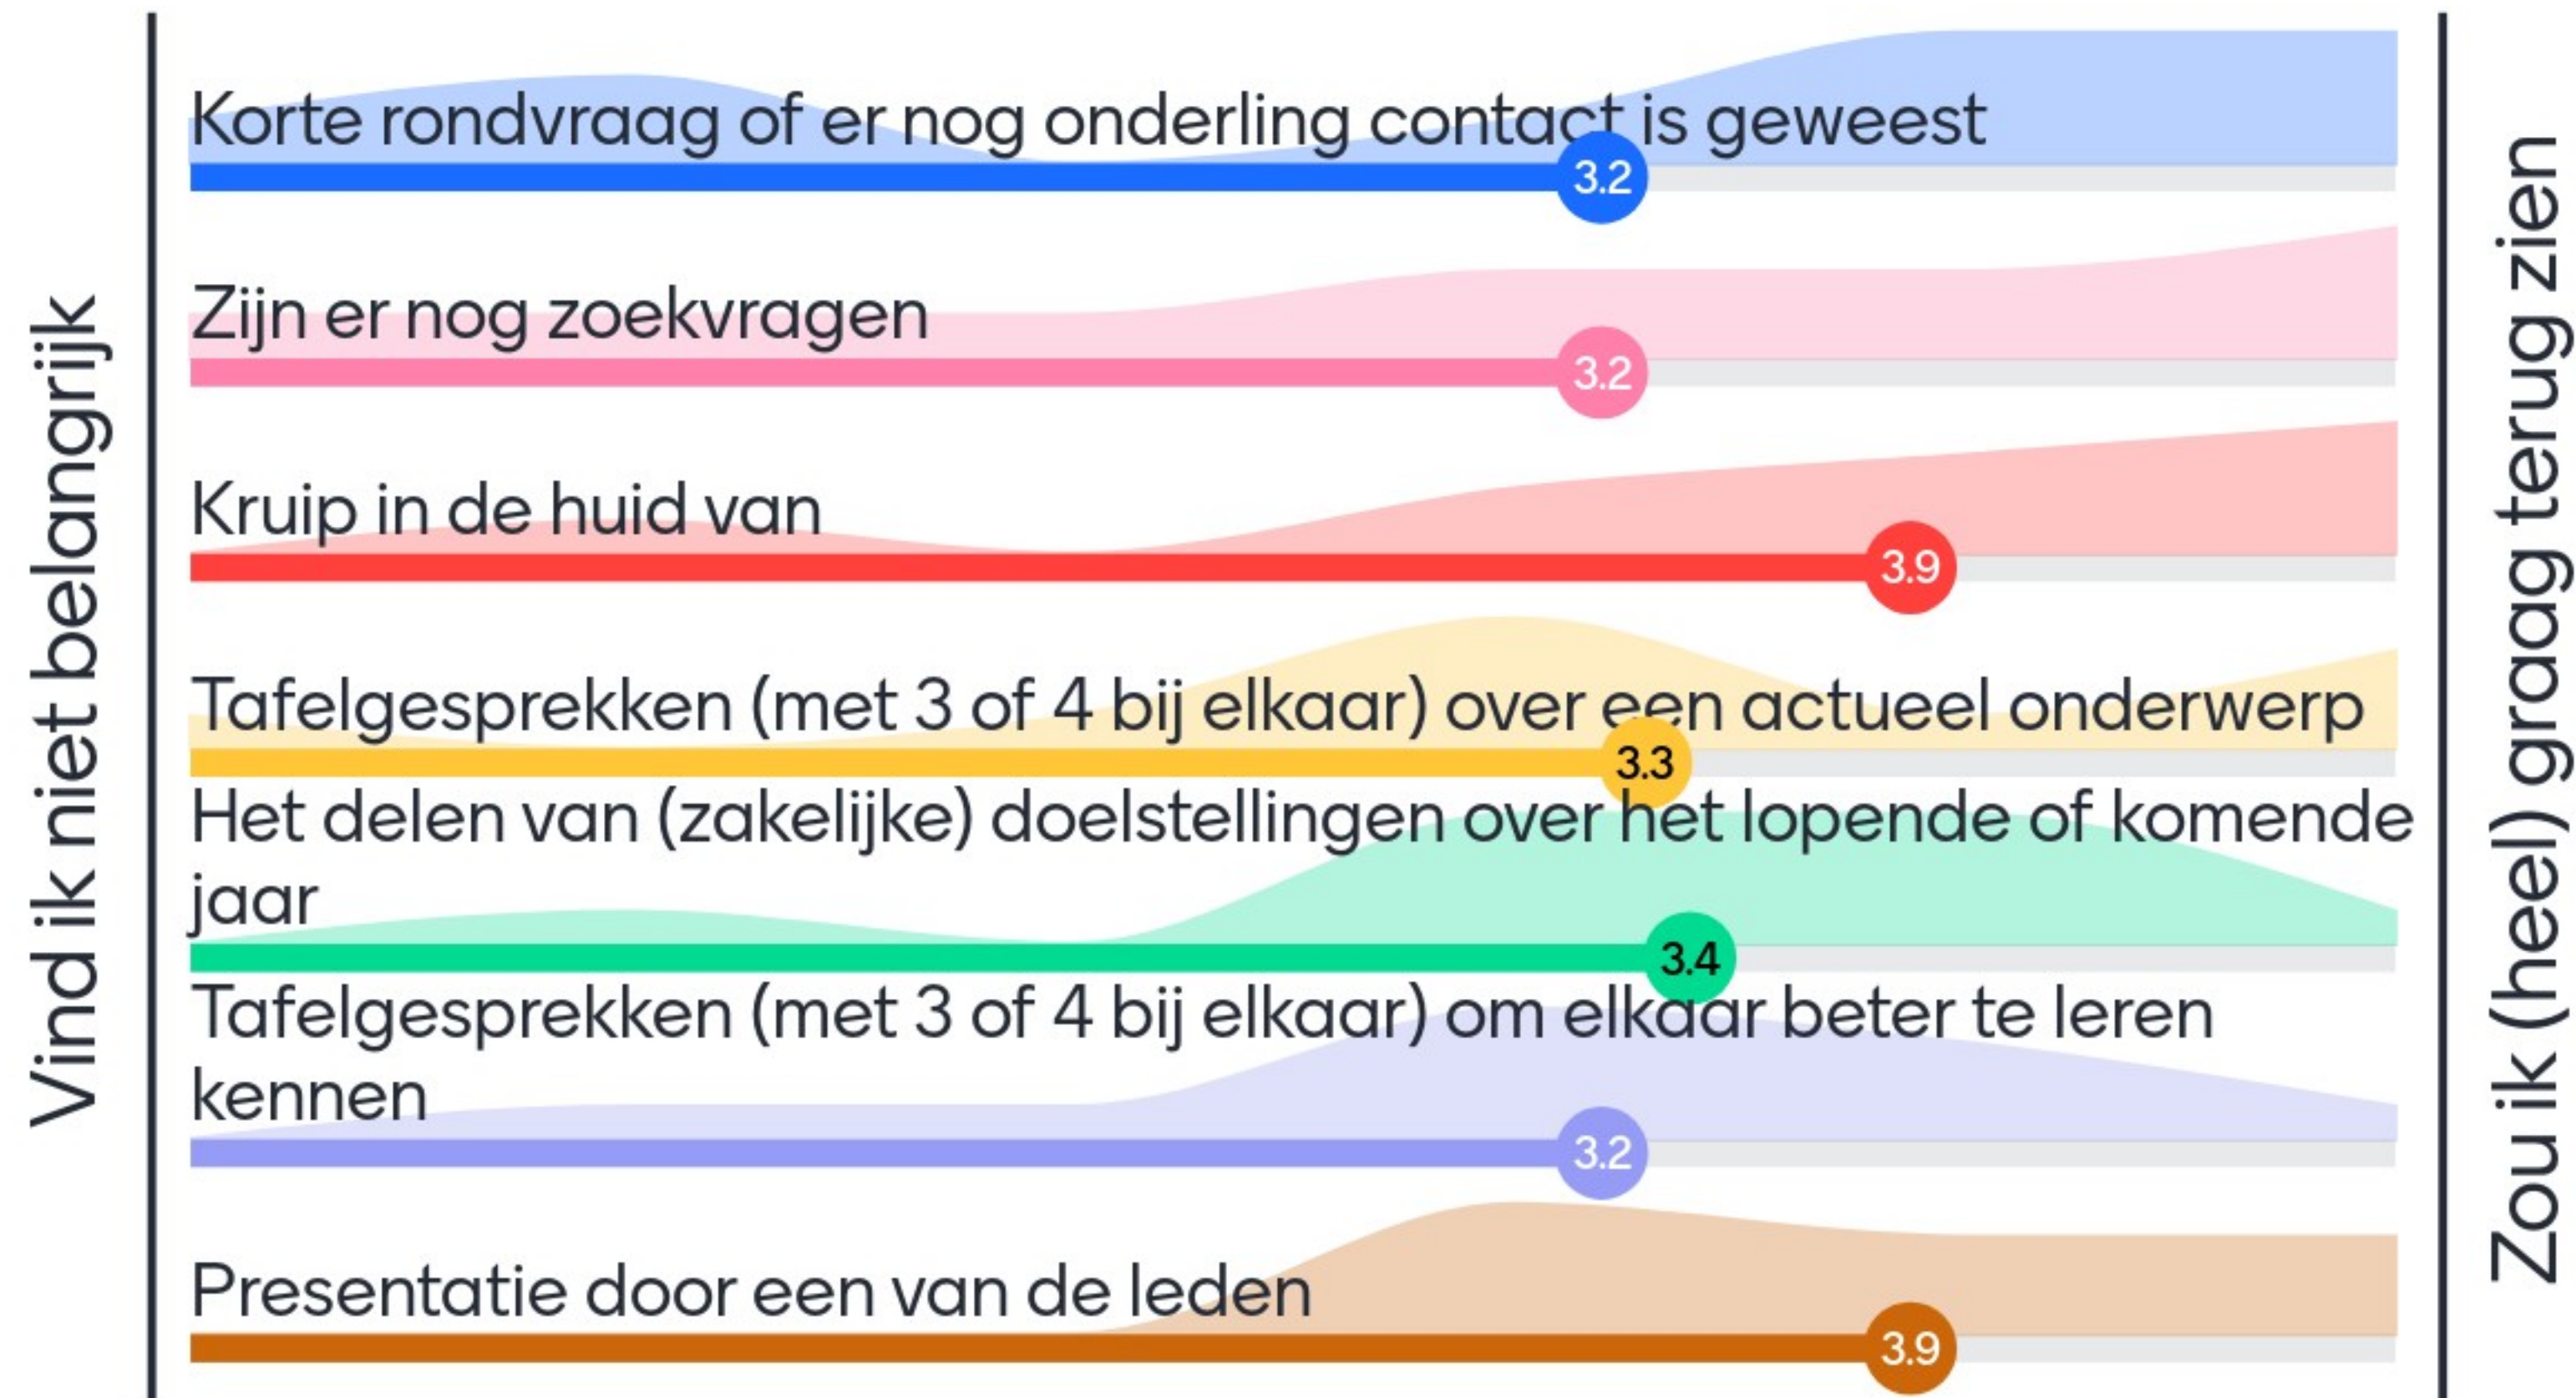 Vind ik niet belangrijk
Korte rondvraag of er nog onderling contact is geweest
3.2
Zijn er nog zoekvragen
3.2
Kruip in de huid van
3.9
Tafelgesprekken (met 3 of 4 bij elkaar) over een actueel onderwerp
3.3
Het delen van (zakelijke) doelstellingen over het lopende of komende
jaar
3.4
Tafelgesprekken (met 3 of 4 bij elkaar) om elkaar beter te leren
kennen
3.2
Presentatie door een van de leden
3.9
Zou ik (heel) graag terug zien